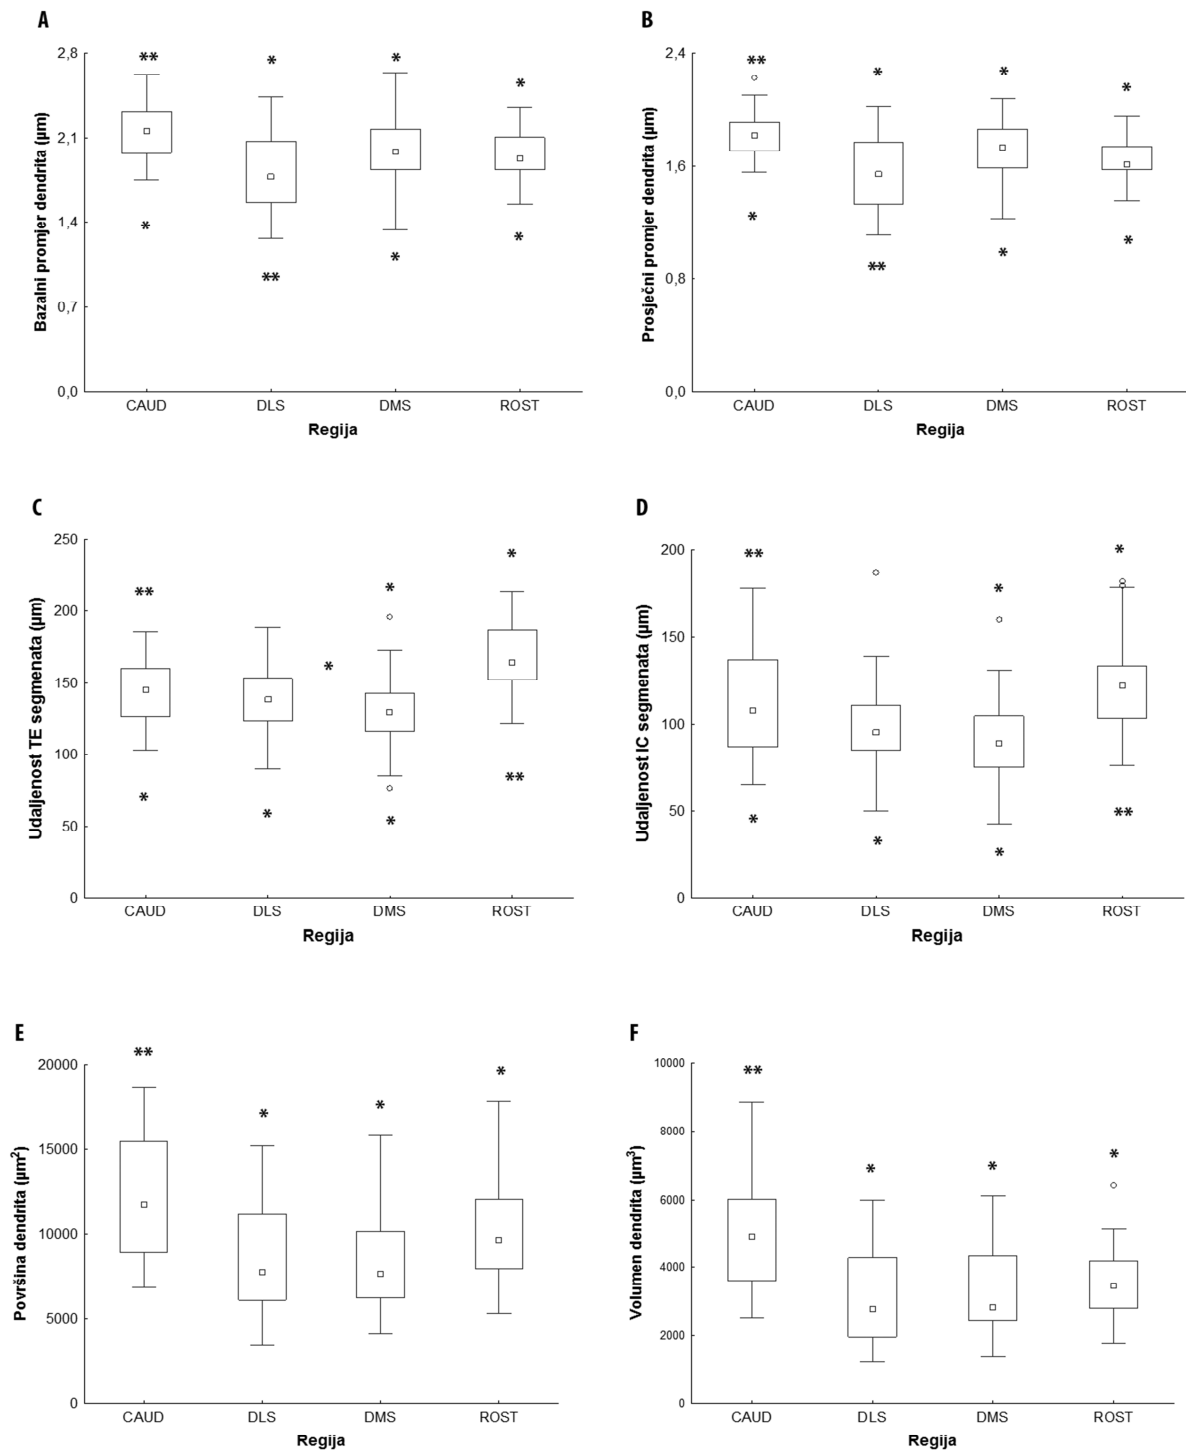 A
Bazalni promjer dendrita (µm)
2,8
2,1
1,4
0,7
0,0
** * * *
* ** * *
CAUD DLS DMS ROST
Regija
B
Prosječni promjer dendrita (µm)
2,4
1,6
0,8
0,0
** * * *
* ** * *
CAUD DLS DMS ROST
Regija
C
Udaljenost TE segmenata (µm)
250
200
150
100
50
0
** * *
*
* * * **
CAUD DLS DMS ROST
Regija
D
Udaljenost IC segmenata (µm)
200
150
100
50
0
** * *
* * * **
CAUD DLS DMS ROST
Regija
E
Površina dendrita (µm²)
20000
15000
10000
5000
0
** * * *
CAUD DLS DMS ROST
Regija
F
Volumen dendrita (µm³)
10000
8000
6000
4000
2000
0
** * * *
CAUD DLS DMS ROST
Regija